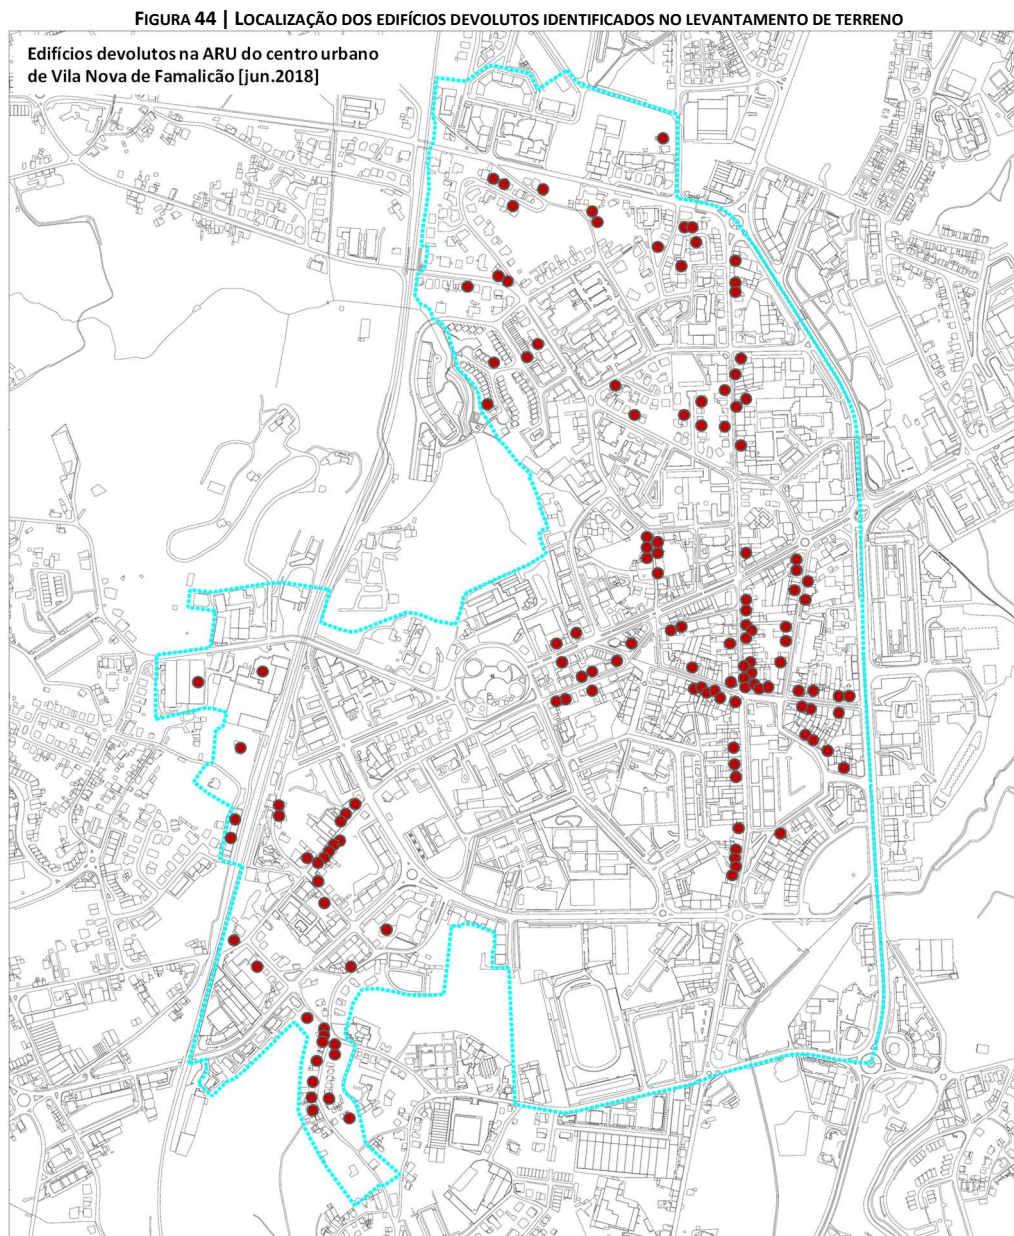 FIGURA 44 | LOCALIZAÇÃO DOS EDIFÍCIOS DEVOLUTOS IDENTIFICADOS NO LEVANTAMENTO DE TERRENO
Edifícios devolutos na ARU do centro urbano
de Vila Nova de Famalicão [jun.2018]